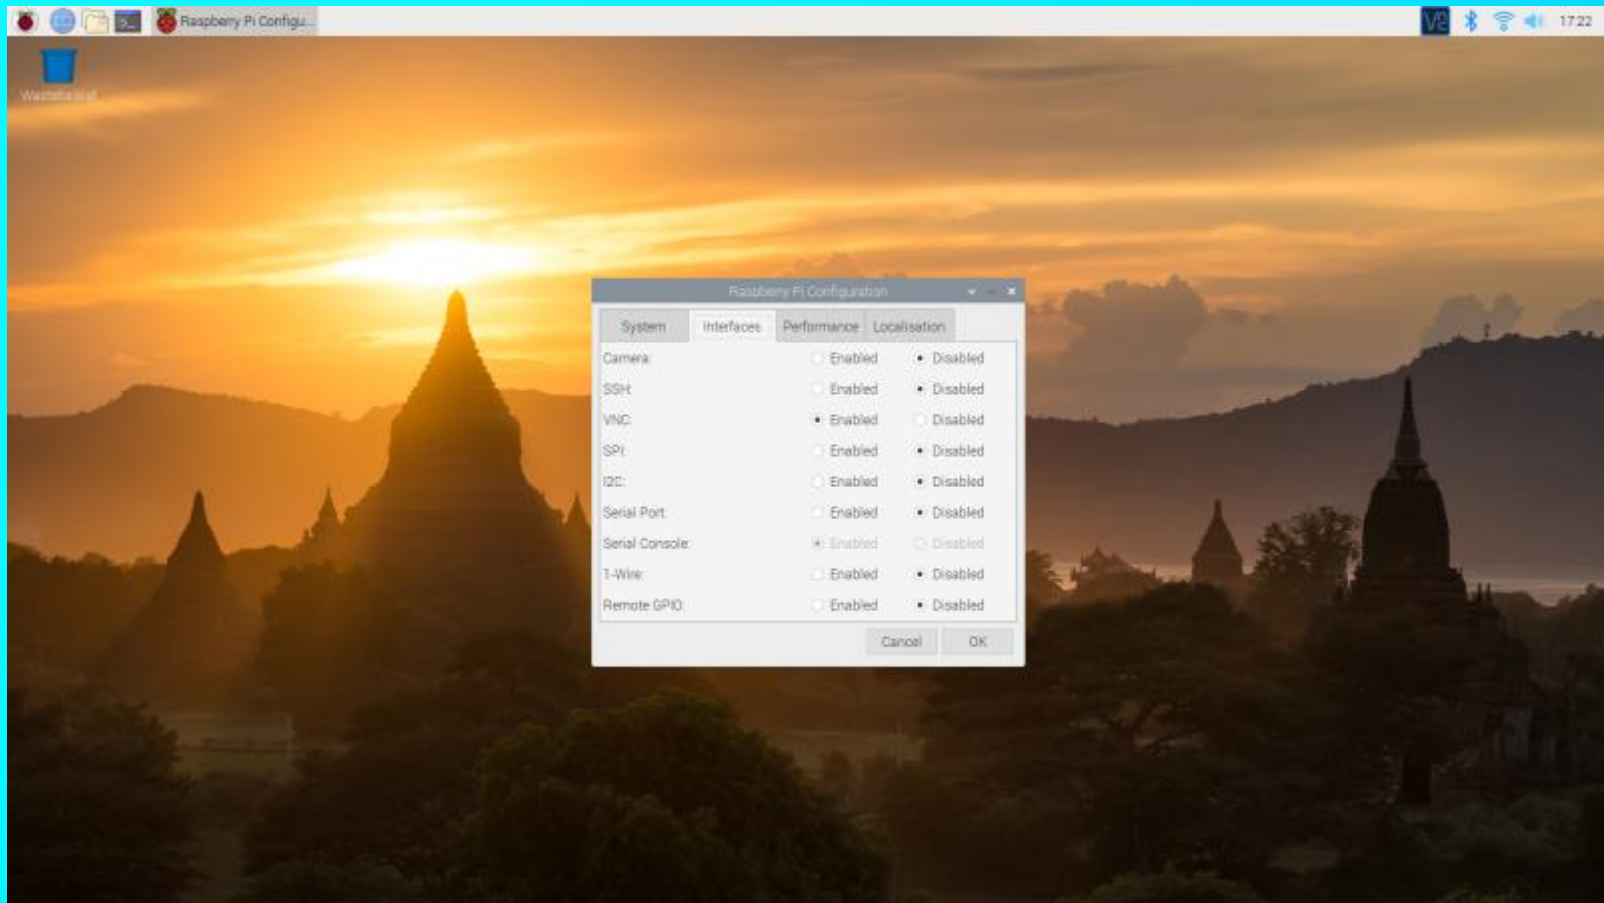 Raspberry Pi Configu...
17:22
Wastebasket
Raspberry Pi Configuration
System Interfaces Performance Localisation
Camera: Enabled Disabled
SSH: Enabled Disabled
VNC: Enabled Disabled
SPI: Enabled Disabled
I2C: Enabled Disabled
Serial Port: Enabled Disabled
Serial Console: Enabled Disabled
1-Wire: Enabled Disabled
Remote GPIO: Enabled Disabled
Cancel OK